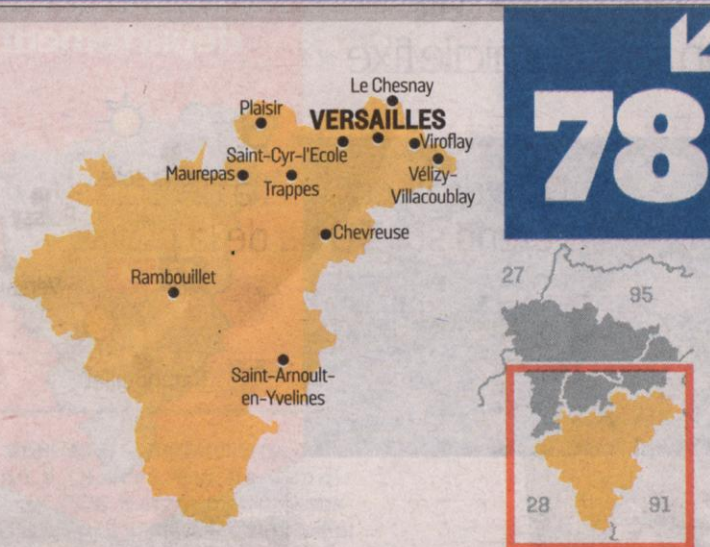 Le Chesnay
Plaisir
VERSAILLES
Viroflay
Saint-Cyr-l'Ecole
Maurepas
Trappes
Vélizy-
Villacoublay
Chevreuse
Rambouillet
Saint-Arnoult-
en-Yvelines
78
27
95
28
91